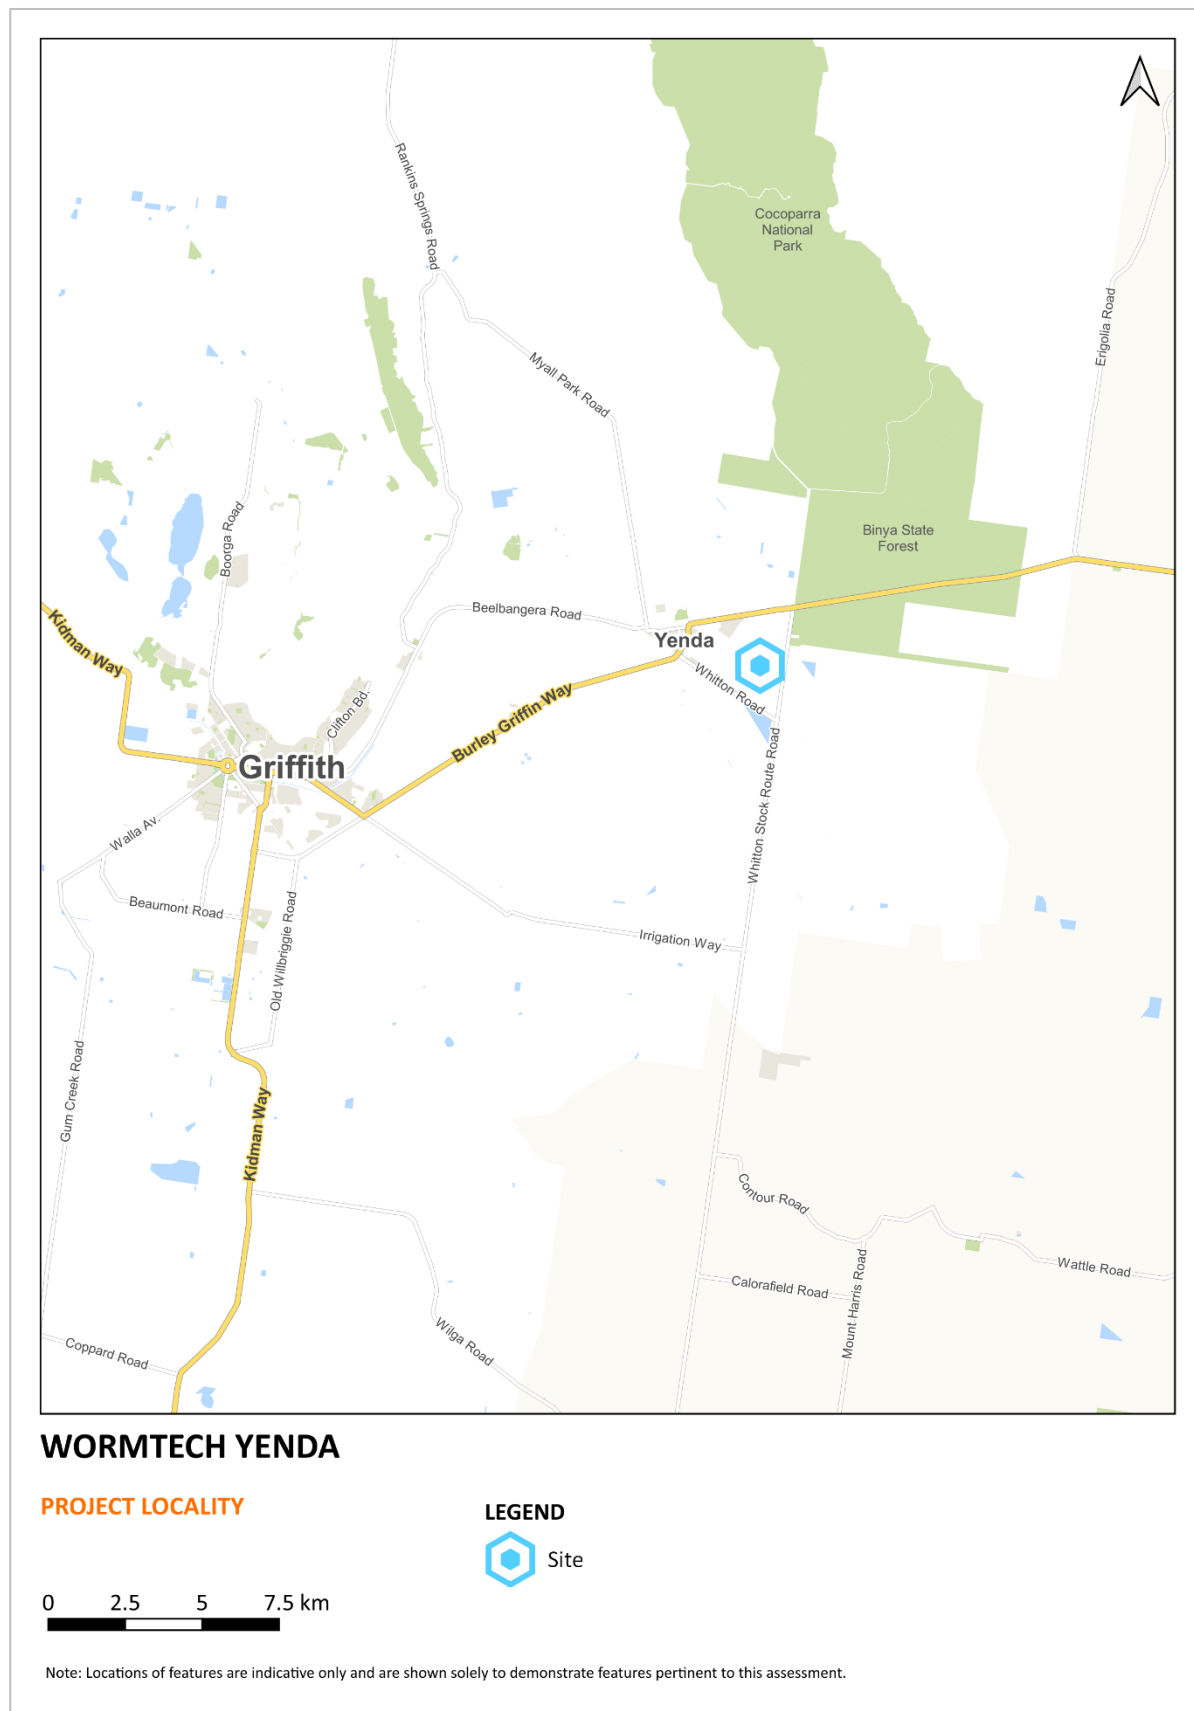 Rankins Springs Road
Cocoparra
National
Park
Erigolia Road
Myall Park Road
Boorga Road
Binya State
Forest
Beelbangera Road
Kidman Way
Yenda
Whitton Road
Clifton Bd.
Burley Griffin Way
Griffith
Whitton Stock Route Road
Walla Av.
Beaumont Road
Old Willbriggie Road
Irrigation Way
Gum Creek Road
Kidman Way
Contour Road
Wattle Road
Calorafield Road
Mount Harris Road
Wilga Road
Coppard Road
WORMTECH YENDA
PROJECT LOCALITY
LEGEND
Site
0 2.5 5 7.5 km
Note: Locations of features are indicative only and are shown solely to demonstrate features pertinent to this assessment.